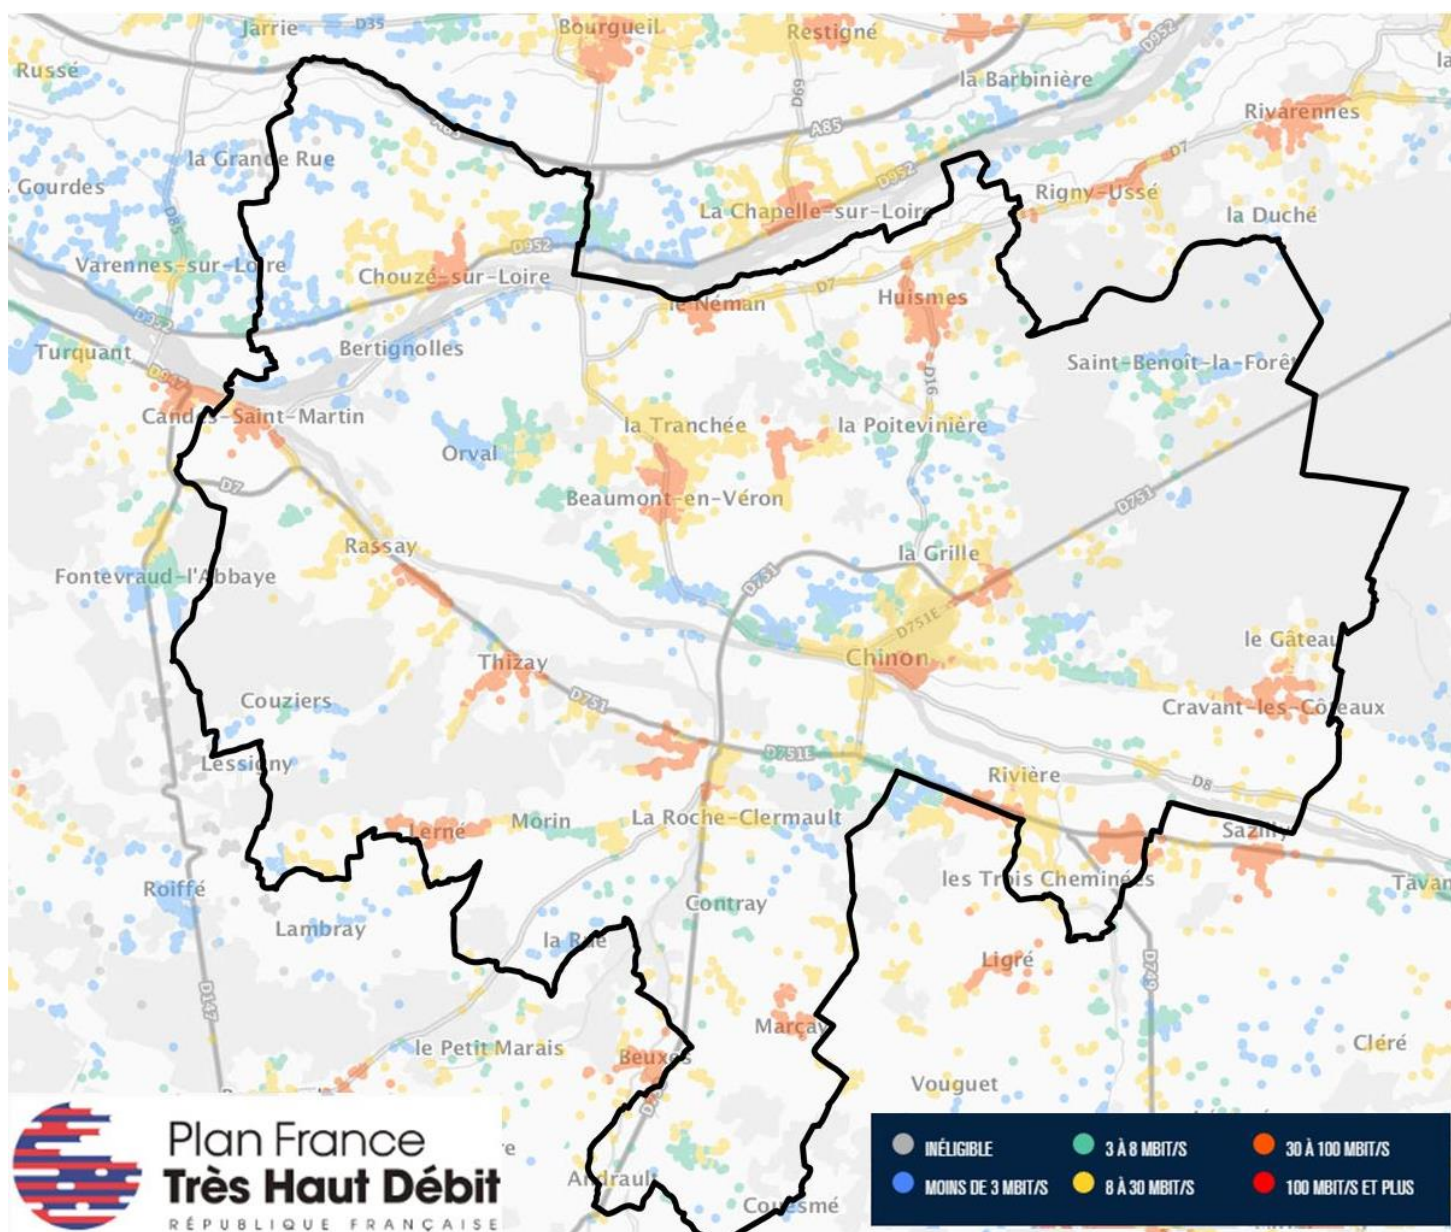 Jarrie
D35
Bourgueil
Restigné
D952
Russé
la Barbinière
D69
Rivarennes
A85
A85
D7
la Grande Rue
Gourdes
D952
Rigny-Ussé
La Chapelle-sur-Loire
la Duché
D85
D952
Varennes-sur-Loire
Chouzé-sur-Loire
D7
Huismes
le Néman
D952
Turquant
Bertignolles
Saint-Benoît-la-Forêt
D947
D16
Candes-Saint-Martin
la Tranchée
la Poitevinière
Orval
D7
Beaumont-en-Véron
D751
Rassay
la Grille
Fontevraud-l'Abbaye
D751
D751E
le Gâteau
Thizay
Chinon
Couziers
D751
Cravant-les-Côteaux
Lessigny
D751E
Rivière
D8
Lerné
Morin
La Roche-Clermault
Sazilly
Roiffé
les Trois Cheminées
Tavan
Contray
Lambray
la Rue
Ligré
D749
D147
Marçay
le Petit Marais
Beuxes
Cléré
Vouguet
Andrault
Couesmé
Plan France
Très Haut Débit
RÉPUBLIQUE FRANÇAISE
INÉLIGIBLE
3 À 8 MBIT/S
30 À 100 MBIT/S
MOINS DE 3 MBIT/S
8 À 30 MBIT/S
100 MBIT/S ET PLUS